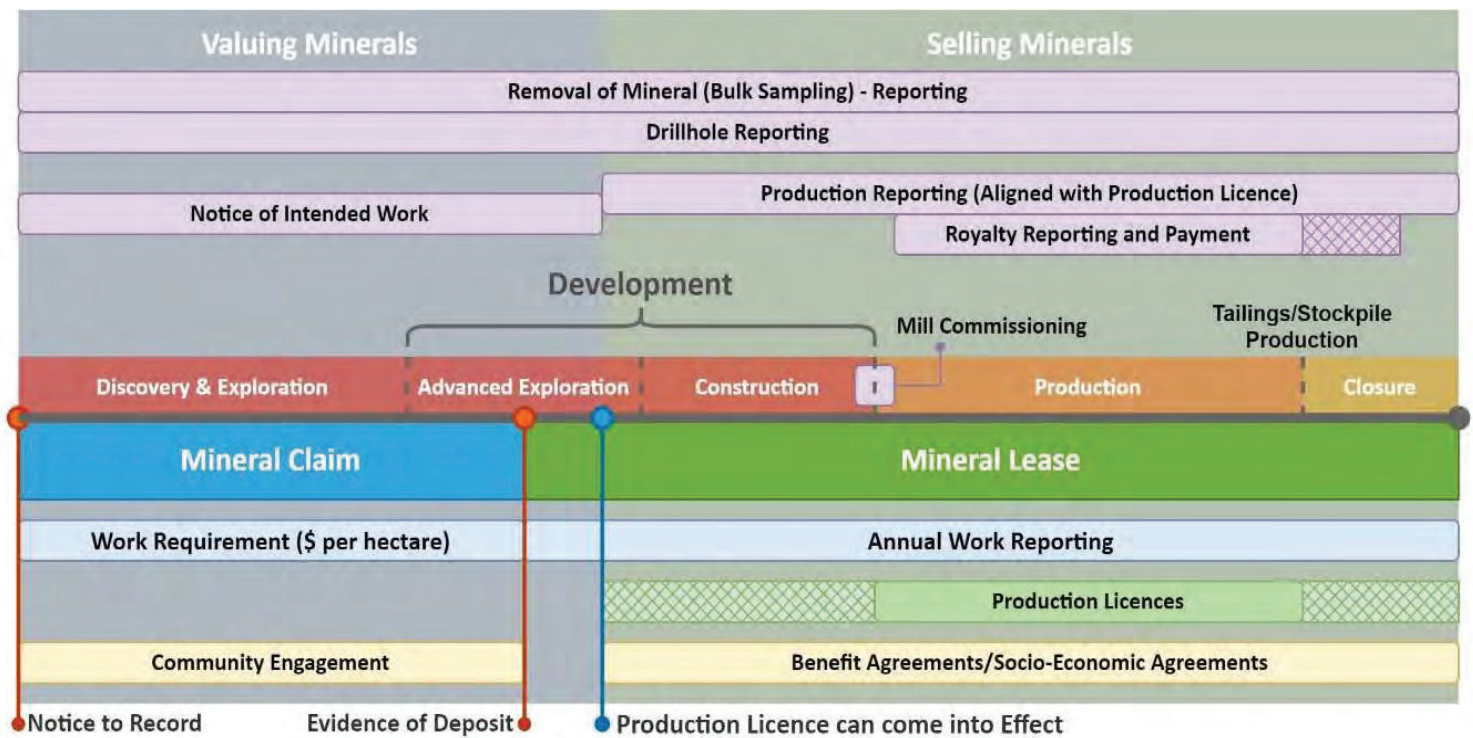 Valuing Minerals
Selling Minerals
Removal of Mineral (Bulk Sampling) - Reporting
Drillhole Reporting
Notice of Intended Work
Production Reporting (Aligned with Production Licence)
Royalty Reporting and Payment
Development
Mill Commissioning
Tailings/Stockpile
Production
Discovery & Exploration
Advanced Exploration
Construction
Production
Closure
Mineral Claim
Mineral Lease
Work Requirement ($ per hectare)
Annual Work Reporting
Production Licences
Community Engagement
Benefit Agreements/Socio-Economic Agreements
Notice to Record
Evidence of Deposit
Production Licence can come into Effect